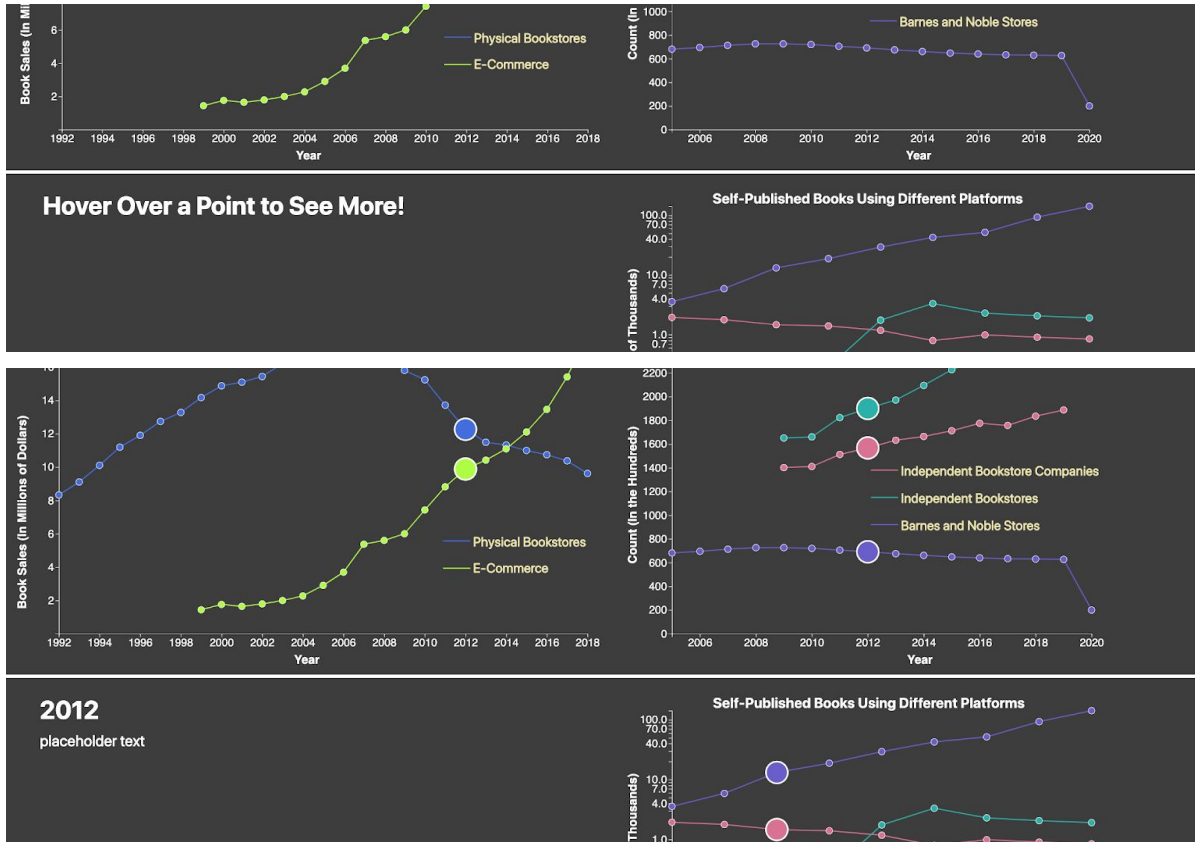 Book Sales (In Mil
6
4
2
1992 1994 1996 1998 2000 2002 2004 2006 2008 2010 2012 2014 2016 2018
Year
Physical Bookstores
E-Commerce
Count (In
1000
800
600
400
200
0
2006 2008 2010 2012 2014 2016 2018 2020
Year
Barnes and Noble Stores
Hover Over a Point to See More!
Self-Published Books Using Different Platforms
100.0
70.0
40.0
10.0
7.0
4.0
1.0
0.7
of Thousands)
Book Sales (In Millions of Dollars)
16
14
12
10
8
6
4
2
1992 1994 1996 1998 2000 2002 2004 2006 2008 2010 2012 2014 2016 2018
Year
Physical Bookstores
E-Commerce
Count (In the Hundreds)
2200
2000
1800
1600
1400
1200
1000
800
600
400
200
0
2006 2008 2010 2012 2014 2016 2018 2020
Year
Independent Bookstore Companies
Independent Bookstores
Barnes and Noble Stores
2012
placeholder text
Self-Published Books Using Different Platforms
100.0
70.0
40.0
10.0
7.0
4.0
1.0
Thousands)